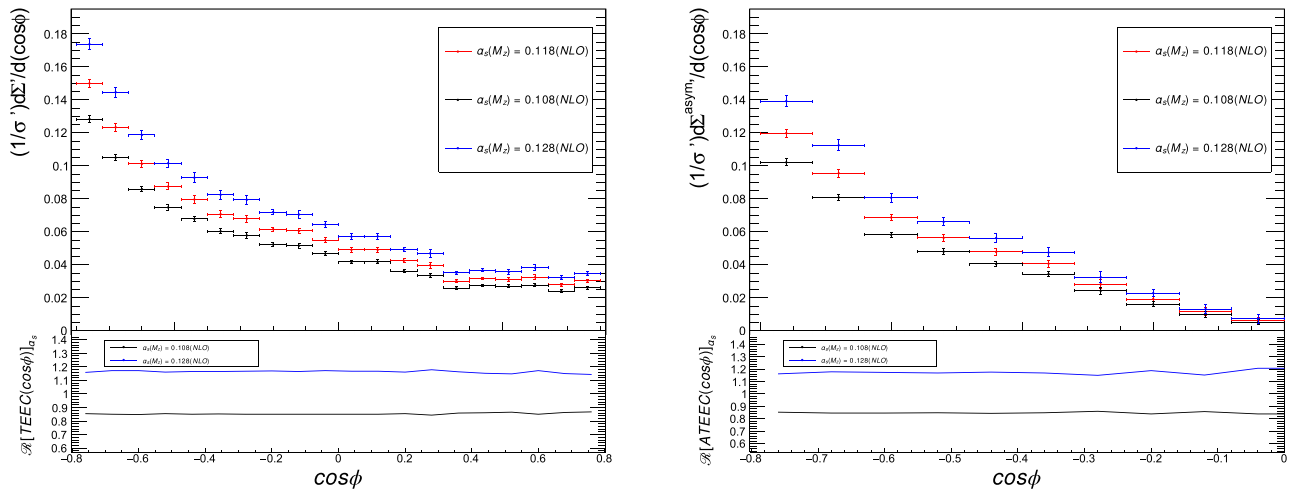 (1/σ ')dΣ'/d(cosϕ)
0.18
0.16
0.14
0.12
0.1
0.08
0.06
0.04
0.02
0
αs(Mz) = 0.118(NLO)
αs(Mz) = 0.108(NLO)
αs(Mz) = 0.128(NLO)
ℛ[TEEC(cosϕ)]αs
1.4
1.3
1.2
1.1
1
0.9
0.8
0.7
0.6
αs(Mz) = 0.108(NLO)
αs(Mz) = 0.128(NLO)
−0.8 −0.6 −0.4 −0.2 0 0.2 0.4 0.6 0.8
cosϕ
(1/σ ')dΣasym'/d(cosϕ)
0.18
0.16
0.14
0.12
0.1
0.08
0.06
0.04
0.02
0
αs(Mz) = 0.118(NLO)
αs(Mz) = 0.108(NLO)
αs(Mz) = 0.128(NLO)
ℛ[ATEEC(cosϕ)]αs
1.4
1.3
1.2
1.1
1
0.9
0.8
0.7
0.6
αs(Mz) = 0.108(NLO)
αs(Mz) = 0.128(NLO)
−0.8 −0.7 −0.6 −0.5 −0.4 −0.3 −0.2 −0.1 0
cosϕ